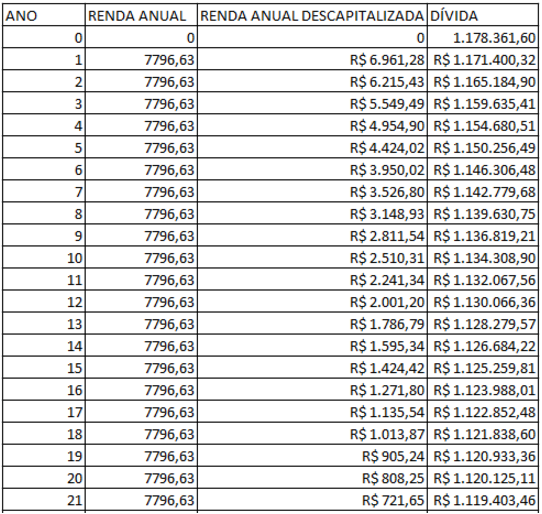 ANO RENDA ANUAL RENDA ANUAL DESCAPITALIZADA DÍVIDA
0 0 0 1.178.361,60
1 7796,63 R$ 6.961,28 R$ 1.171.400,32
2 7796,63 R$ 6.215,43 R$ 1.165.184,90
3 7796,63 R$ 5.549,49 R$ 1.159.635,41
4 7796,63 R$ 4.954,90 R$ 1.154.680,51
5 7796,63 R$ 4.424,02 R$ 1.150.256,49
6 7796,63 R$ 3.950,02 R$ 1.146.306,48
7 7796,63 R$ 3.526,80 R$ 1.142.779,68
8 7796,63 R$ 3.148,93 R$ 1.139.630,75
9 7796,63 R$ 2.811,54 R$ 1.136.819,21
10 7796,63 R$ 2.510,31 R$ 1.134.308,90
11 7796,63 R$ 2.241,34 R$ 1.132.067,56
12 7796,63 R$ 2.001,20 R$ 1.130.066,36
13 7796,63 R$ 1.786,79 R$ 1.128.279,57
14 7796,63 R$ 1.595,34 R$ 1.126.684,22
15 7796,63 R$ 1.424,42 R$ 1.125.259,81
16 7796,63 R$ 1.271,80 R$ 1.123.988,01
17 7796,63 R$ 1.135,54 R$ 1.122.852,48
18 7796,63 R$ 1.013,87 R$ 1.121.838,60
19 7796,63 R$ 905,24 R$ 1.120.933,36
20 7796,63 R$ 808,25 R$ 1.120.125,11
21 7796,63 R$ 721,65 R$ 1.119.403,46